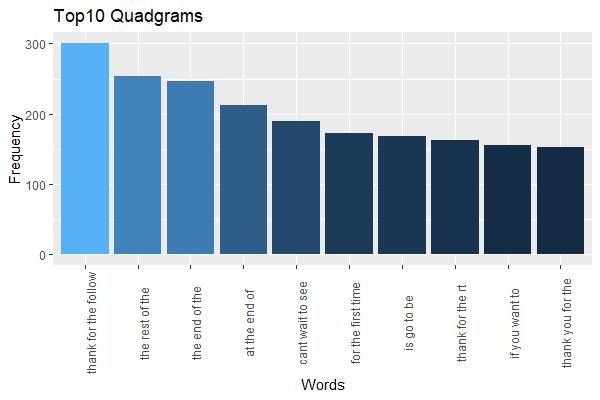 Top10 Quadgrams
300
200
100
0
Frequency
thank for the follow
the rest of the
the end of the
at the end of
cant wait to see
for the first time
is go to be
thank for the rt
if you want to
thank you for the
Words